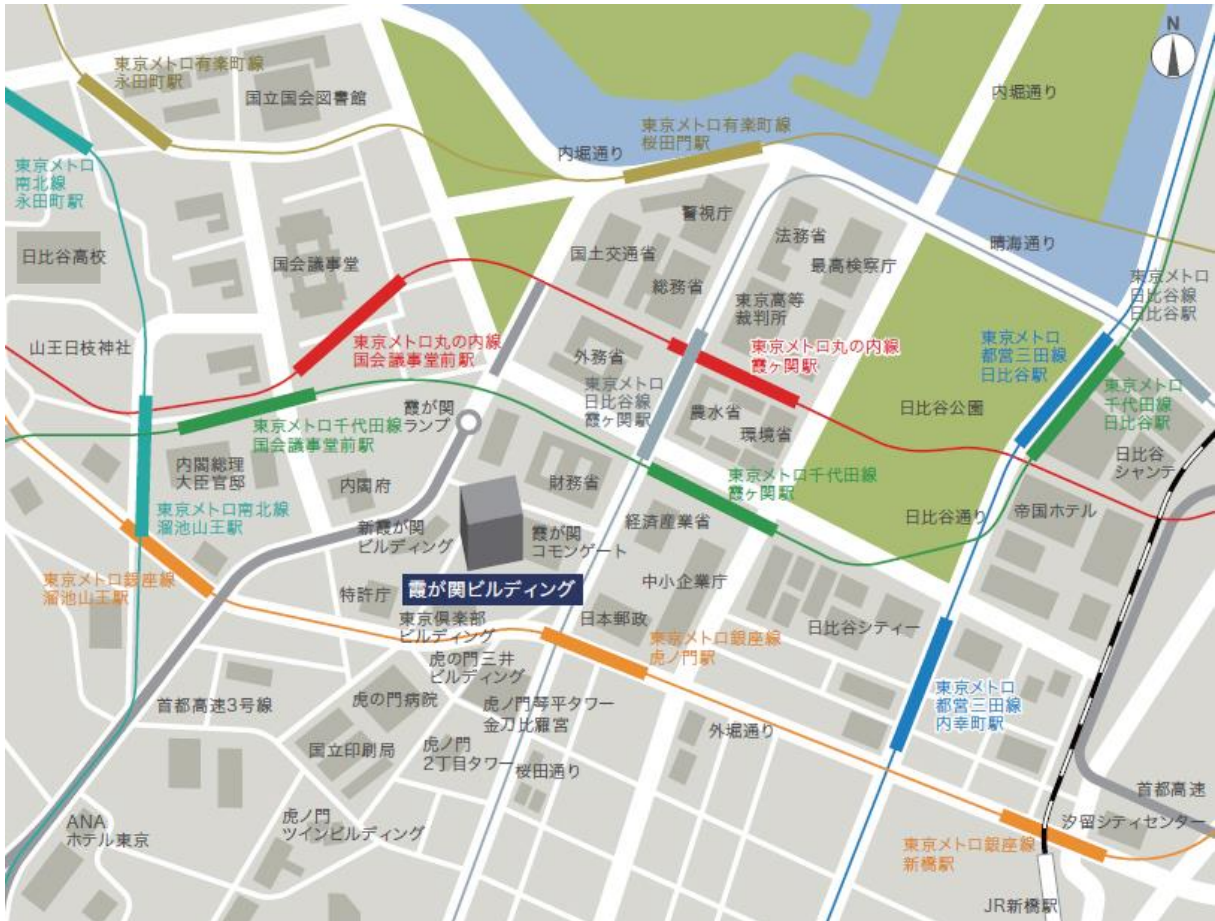 東京メトロ有楽町線
永田町駅
国立国会図書館
N
内堀通り
東京メトロ有楽町線
桜田門駅
内堀通り
東京メトロ
南北線
永田町駅
警視庁
法務省
晴海通り
日比谷高校
国会議事堂
国土交通省
最高検察庁
総務省
東京高等
裁判所
東京メトロ
日比谷線
日比谷駅
山王日枝神社
東京メトロ丸の内線
国会議事堂前駅
外務省
東京メトロ丸の内線
霞ヶ関駅
東京メトロ
都営三田線
日比谷駅
東京メトロ
日比谷線
霞ヶ関駅
東京メトロ
千代田線
日比谷駅
霞が関
ランプ
農水省
環境省
日比谷公園
東京メトロ千代田線
国会議事堂前駅
日比谷
シャンテ
内閣総理
大臣官邸
内閣府
財務省
東京メトロ千代田線
霞ヶ関駅
東京メトロ南北線
溜池山王駅
新霞が関
ビルディング
霞が関
コモンゲート
経済産業省
日比谷通り
帝国ホテル
東京メトロ銀座線
溜池山王駅
特許庁
霞が関ビルディング
中小企業庁
東京倶楽部
ビルディング
日本郵政
日比谷シティー
東京メトロ銀座線
虎ノ門駅
虎の門三井
ビルディング
東京メトロ
都営三田線
内幸町駅
首都高速3号線
虎の門病院
虎ノ門琴平タワー
金刀比羅宮
外堀通り
国立印刷局
虎ノ門
2丁目タワー
桜田通り
首都高速
汐留シティセンター
ANA
ホテル東京
虎ノ門
ツインビルディング
東京メトロ銀座線
新橋駅
JR新橋駅